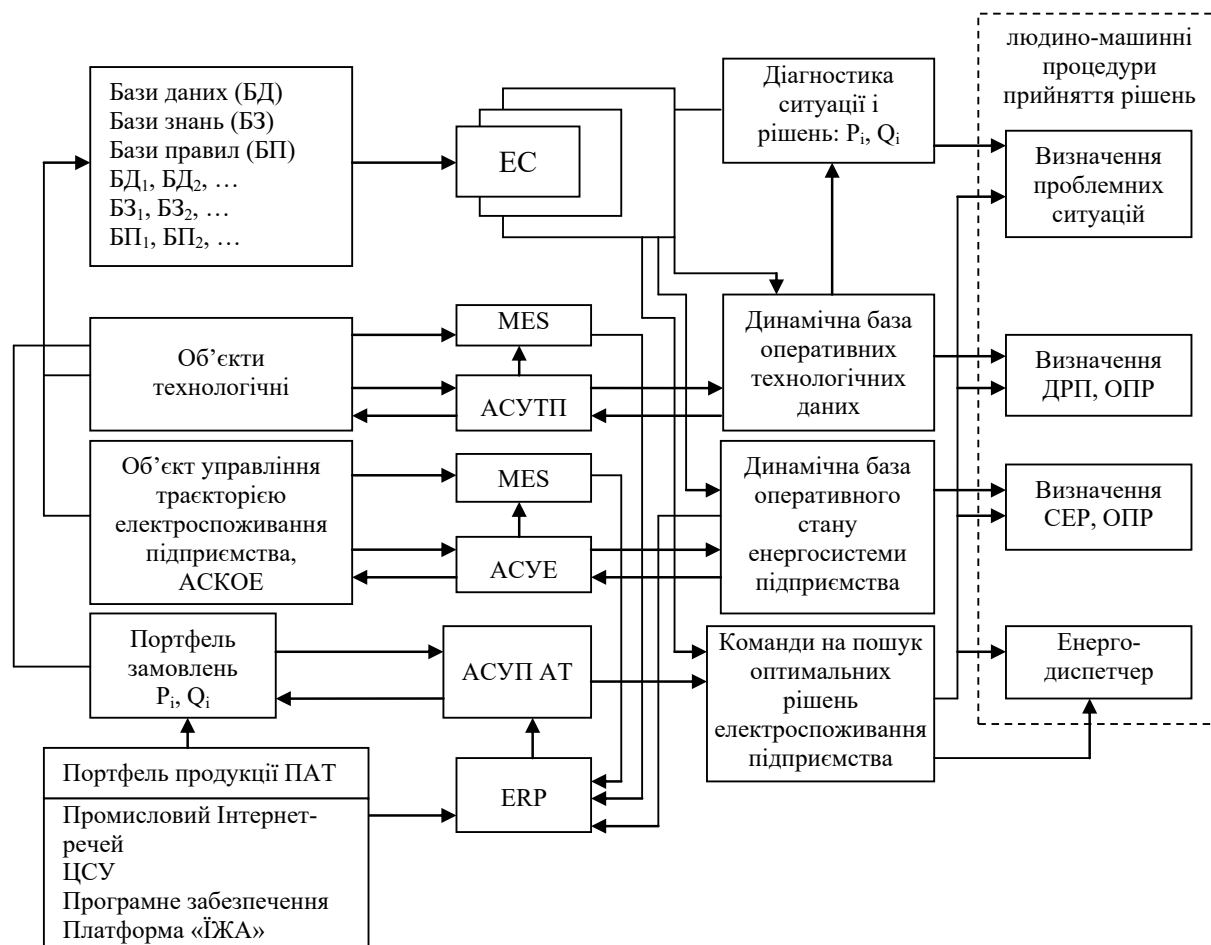 людино-машинні
процедури
прийняття рішень
Бази даних (БД)
Бази знань (БЗ)
Бази правил (БП)
БД₁, БД₂, …
БЗ₁, БЗ₂, …
БП₁, БП₂, …
ЕС
Діагностика
ситуації і
рішень: Pᵢ, Qᵢ
Визначення
проблемних
ситуацій
Об’єкти
технологічні
MES
АСУТП
Динамічна база
оперативних
технологічних
даних
Визначення
ДРП, ОПР
Об’єкт управління
траєкторією
електроспоживання
підприємства,
АСКОЕ
MES
АСУЕ
Динамічна база
оперативного
стану
енергосистеми
підприємства
Визначення
СЕР, ОПР
Портфель
замовлень
Pᵢ, Qᵢ
АСУП АТ
Команди на пошук
оптимальних
рішень
електроспоживання
підприємства
Енерго-
диспетчер
Портфель продукції ПАТ
Промисловий Інтернет-
речей
ЦСУ
Програмне забезпечення
Платформа «ЇЖА»
ERP